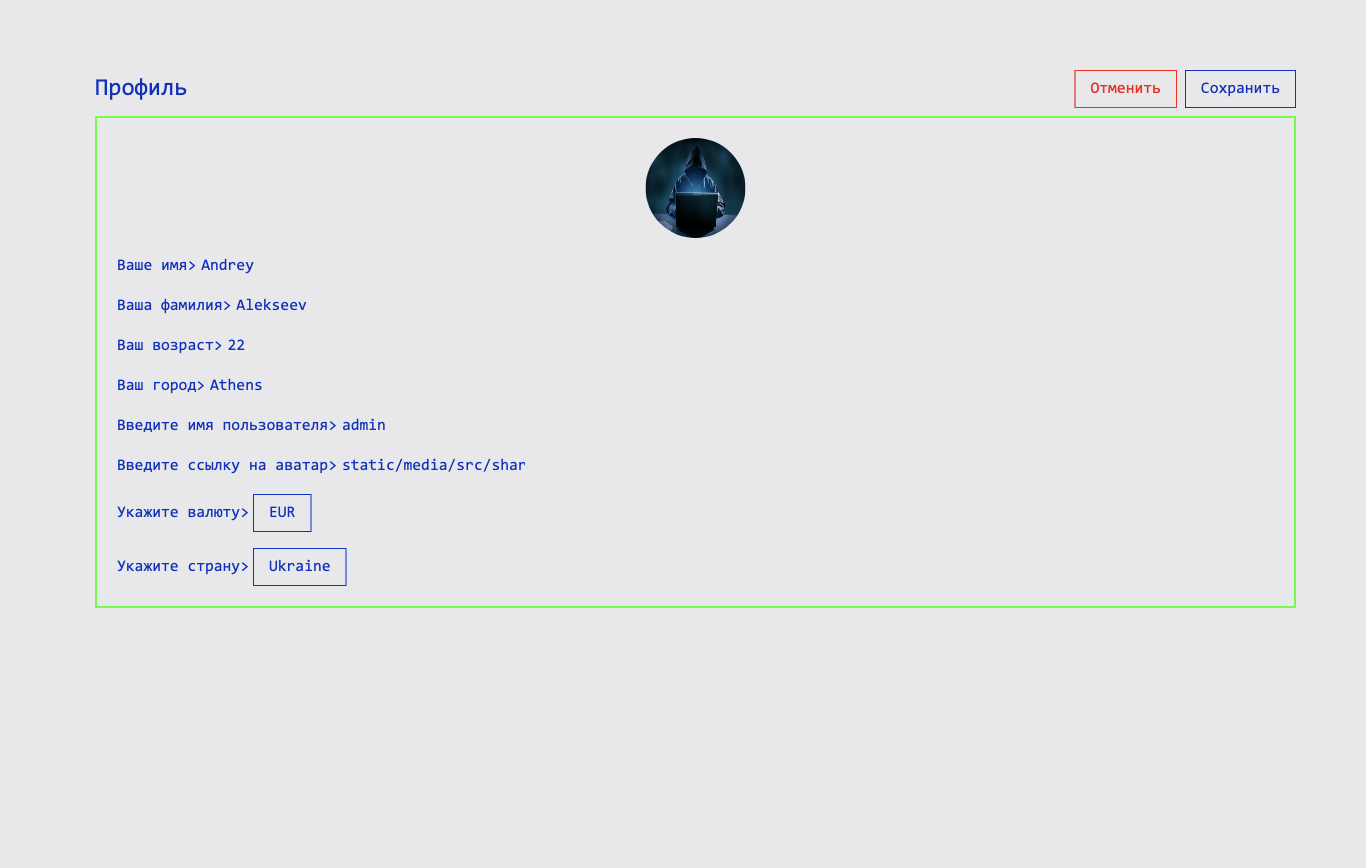 Профиль
Отменить
Сохранить
Ваше имя> Andrey
Ваша фамилия> Alekseev
Ваш возраст> 22
Ваш город> Athens
Введите имя пользователя> admin
Введите ссылку на аватар> static/media/src/shar
Укажите валюту> EUR
Укажите страну> Ukraine